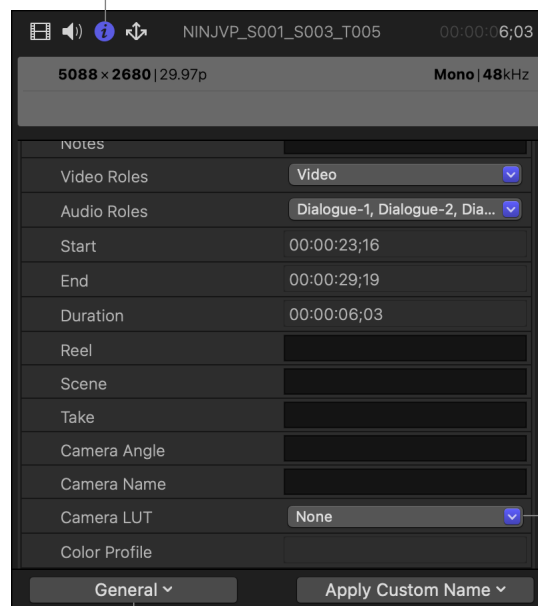 NINJVP_S001_S003_T005 00:00:06;03
5088 × 2680 | 29.97p Mono | 48kHz
Notes
Video Roles Video
Audio Roles Dialogue-1, Dialogue-2, Dia...
Start 00:00:23;16
End 00:00:29;19
Duration 00:00:06;03
Reel
Scene
Take
Camera Angle
Camera Name
Camera LUT None
Color Profile
General Apply Custom Name